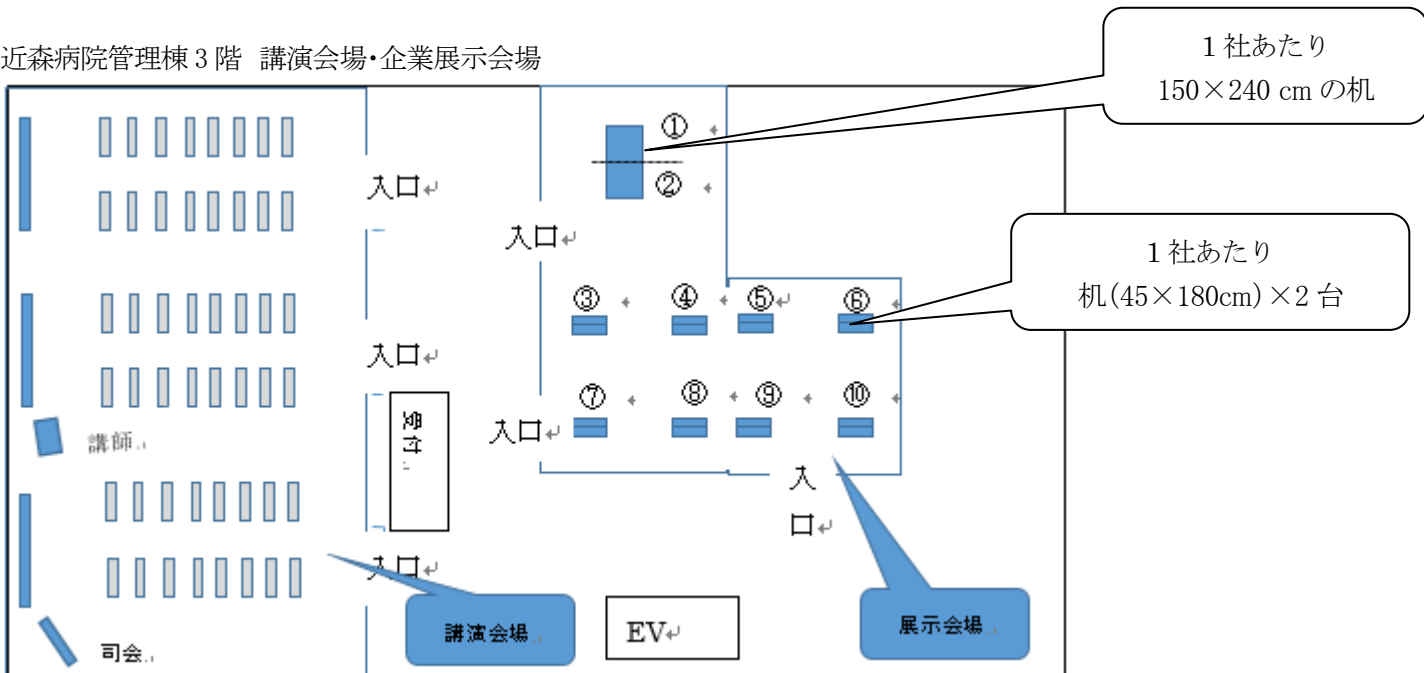 近森病院管理棟３階 講演会場・企業展示会場
１社あたり
150×240 cm の机
①
②
入口
入口
１社あたり
机(45×180cm)×2 台
③
④
⑤
⑥
入口
⑦
⑧
⑨
⑩
入口
受付
講師
入
口
入口
講演会場
EV
展示会場
司会